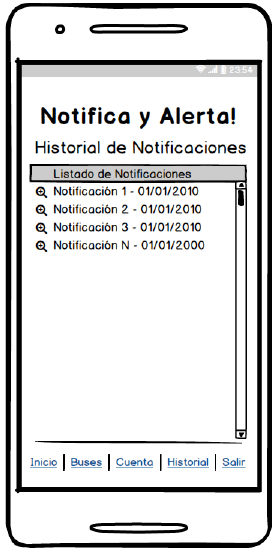 23:54
Notifica y Alerta!
Historial de Notificaciones
Listado de Notificaciones
Notificación 1 - 01/01/2010
Notificación 2 - 01/01/2010
Notificación 3 - 01/01/2010
Notificación N - 01/01/2000
Inicio | Buses | Cuenta | Historial | Salir